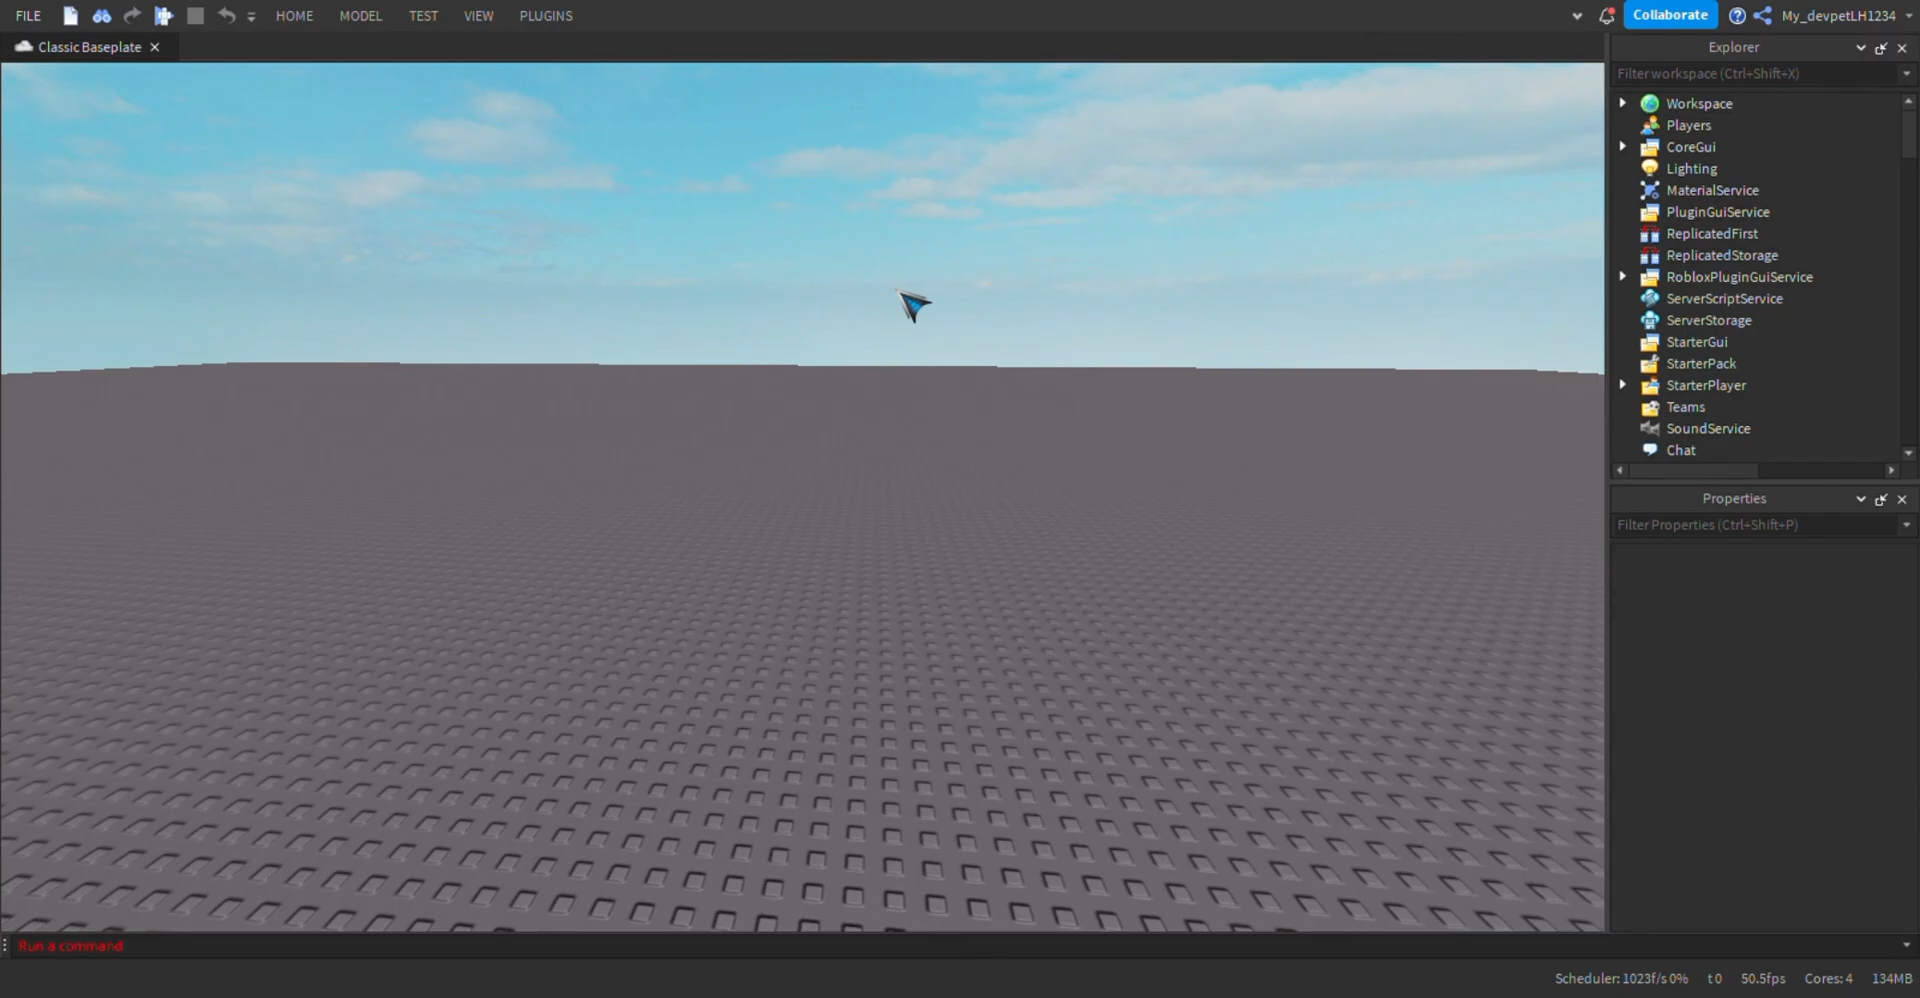 FILE HOME MODEL TEST VIEW PLUGINS Collaborate ? My_devpetLH1234
Classic Baseplate
Explorer
Filter workspace (Ctrl+Shift+X)
Workspace
Players
CoreGui
Lighting
MaterialService
PluginGuiService
ReplicatedFirst
ReplicatedStorage
RobloxPluginGuiService
ServerScriptService
ServerStorage
StarterGui
StarterPack
StarterPlayer
Teams
SoundService
Chat
Properties
Filter Properties (Ctrl+Shift+P)
Run a command
Scheduler: 1023f/s 0% t 0 50.5fps Cores: 4 134MB